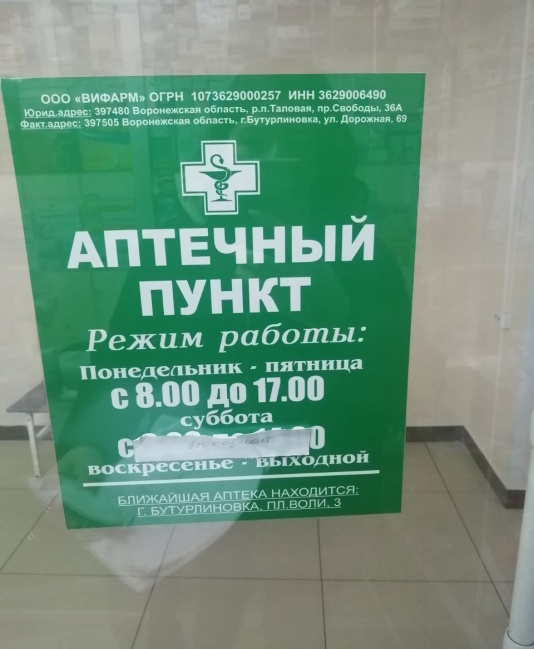 ООО «ВИФАРМ» ОГРН 1073629000257 ИНН 3629006490
Юрид.адрес: 397480 Воронежская область, р.п.Таловая, пр.Свободы, 36А
Факт.адрес: 397505 Воронежская область, г.Бутурлиновка, ул. Дорожная, 69
АПТЕЧНЫЙ
ПУНКТ
Режим работы:
Понедельник - пятница
с 8.00 до 17.00
суббота
с
воскресенье - выходной
БЛИЖАЙШАЯ АПТЕКА НАХОДИТСЯ:
Г. БУТУРЛИНОВКА, ПЛ.ВОЛИ, 3